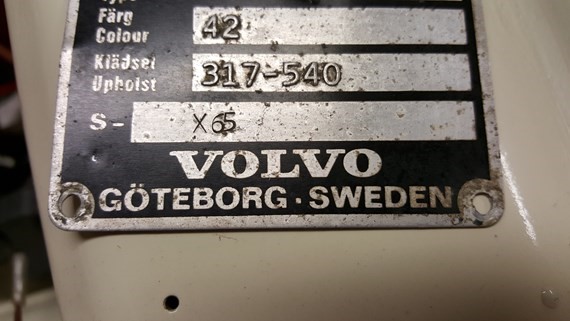 Färg
Colour
42
Klädsel
Upholst
317-540
S- X65
VOLVO
GÖTEBORG · SWEDEN